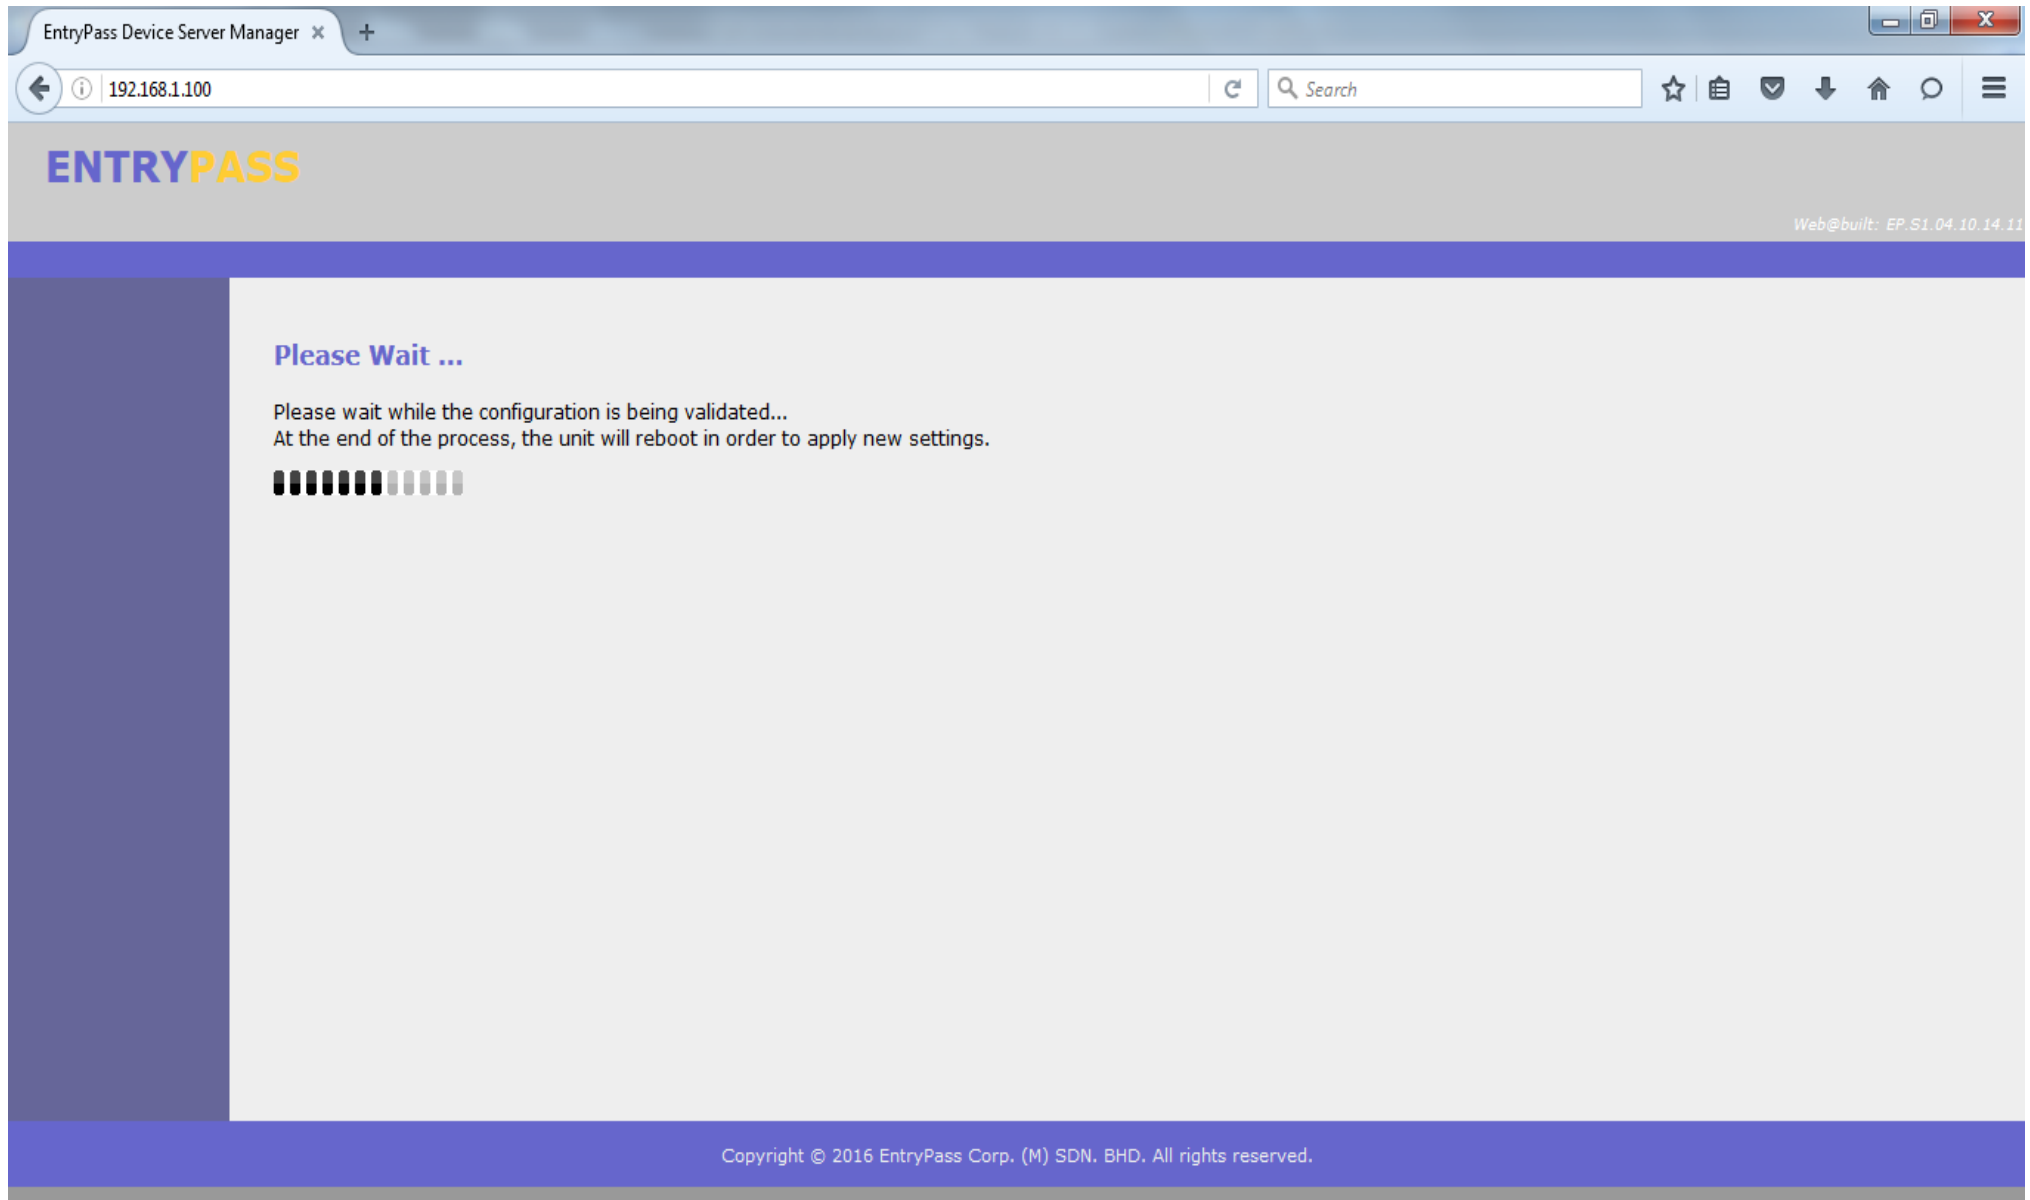 EntryPass Device Server Manager
192.168.1.100
Search
ENTRYPASS
Web@built: EP.S1.04.10.14.11
Please Wait ...
Please wait while the configuration is being validated...
At the end of the process, the unit will reboot in order to apply new settings.
Copyright © 2016 EntryPass Corp. (M) SDN. BHD. All rights reserved.